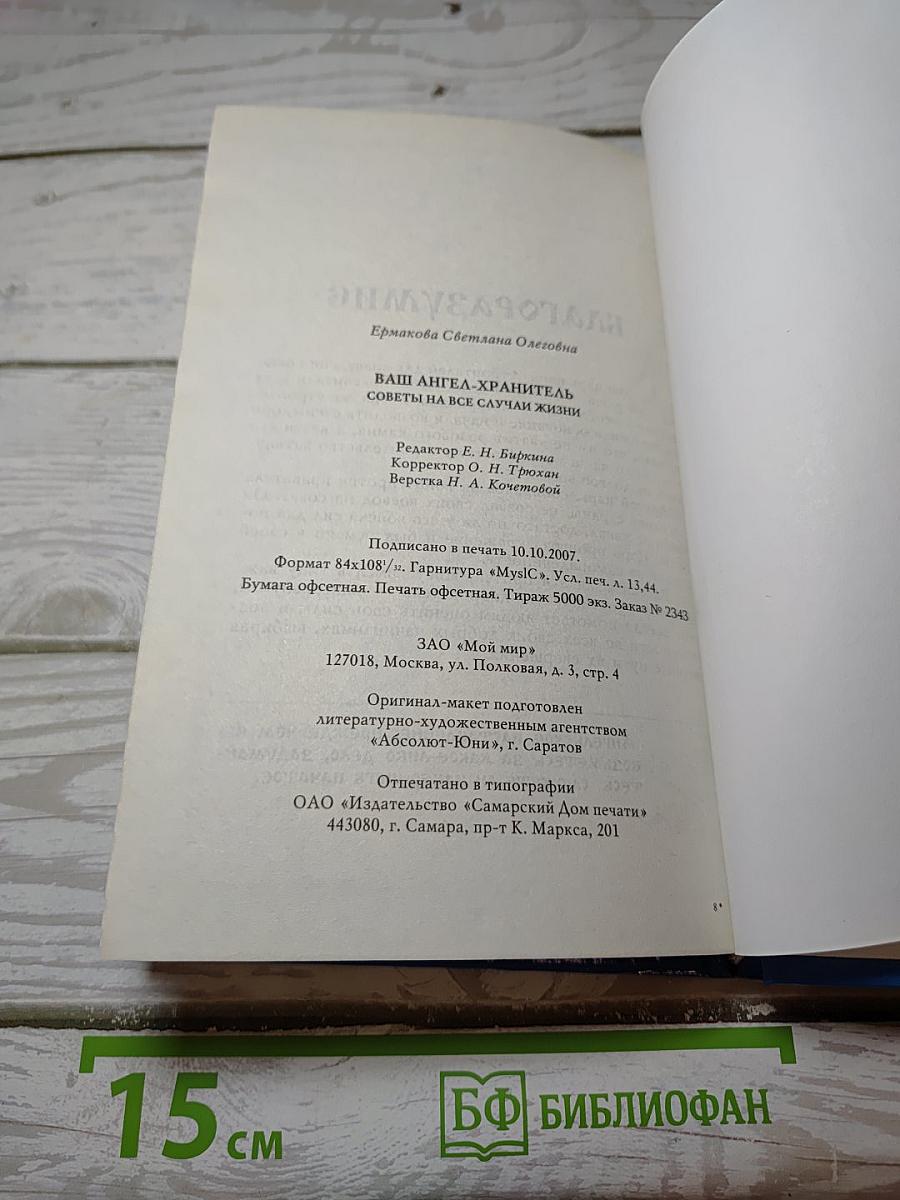 Ермакова Светлана Олеговна
ВАШ АНГЕЛ-ХРАНИТЕЛЬ
СОВЕТЫ НА ВСЕ СЛУЧАИ ЖИЗНИ
Редактор Е. Н. Биркина
Корректор О. Н. Трюхан
Верстка Н. А. Кочетовой
Подписано в печать 10.10.2007.
Формат 84х108¹/₃₂. Гарнитура «MyslC». Усл. печ. л. 13,44.
Бумага офсетная. Печать офсетная. Тираж 5000 экз. Заказ № 2343
ЗАО «Мой мир»
127018, Москва, ул. Полковая, д. 3, стр. 4
Оригинал-макет подготовлен
литературно-художественным агентством
«Абсолют-Юни», г. Саратов
Отпечатано в типографии
ОАО «Издательство «Самарский Дом печати»
443080, г. Самара, пр-т К. Маркса, 201
8*
15 см
БФ БИБЛИОФАН